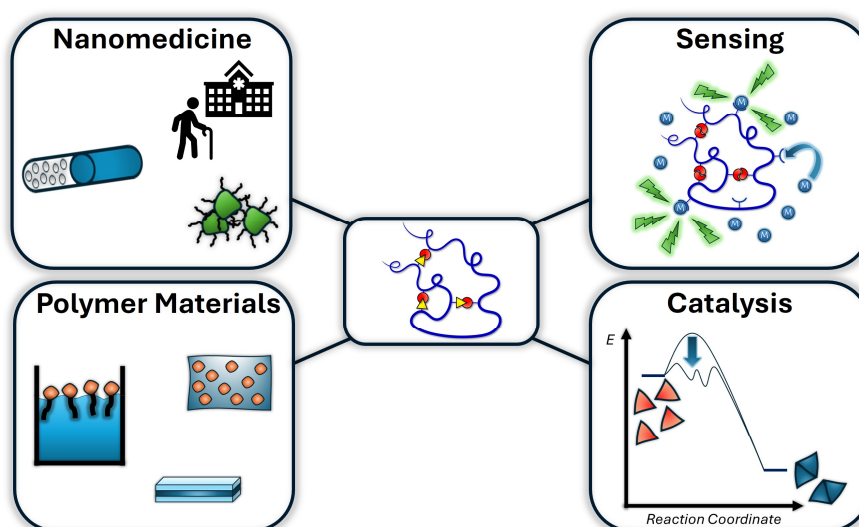 Nanomedicine
Sensing
M
M
M
M
M
M
M
M
M
M
Polymer Materials
Catalysis
E
Reaction Coordinate